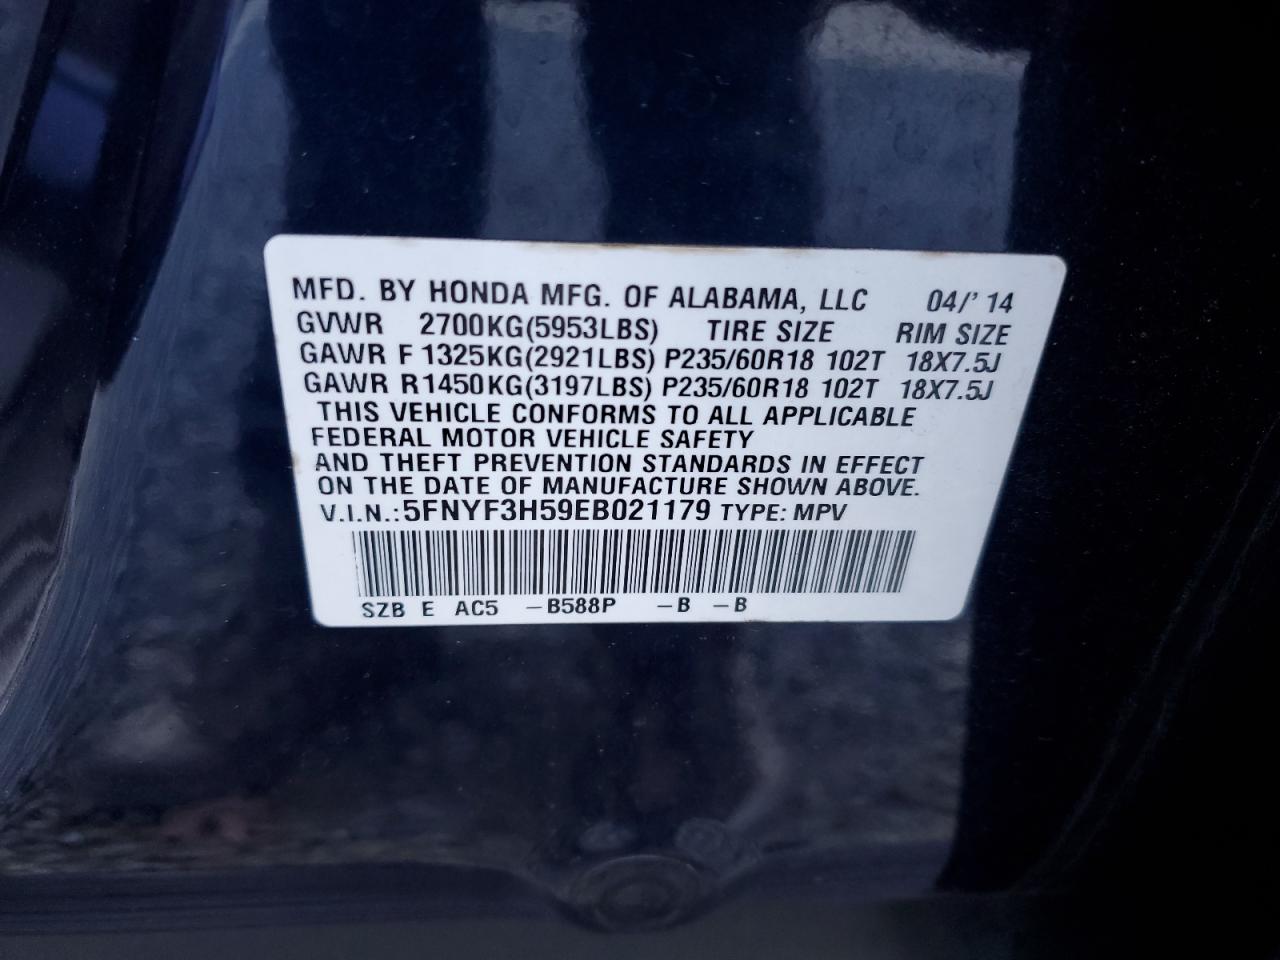 MFD. BY HONDA MFG. OF ALABAMA, LLC 04/'14
GVWR 2700KG(5953LBS) TIRE SIZE RIM SIZE
GAWR F 1325KG(2921LBS) P235/60R18 102T 18X7.5J
GAWR R1450KG(3197LBS) P235/60R18 102T 18X7.5J
THIS VEHICLE CONFORMS TO ALL APPLICABLE
FEDERAL MOTOR VEHICLE SAFETY
AND THEFT PREVENTION STANDARDS IN EFFECT
ON THE DATE OF MANUFACTURE SHOWN ABOVE.
V.I.N.:5FNYF3H59EB021179 TYPE: MPV
SZB E AC5 -B588P -B -B